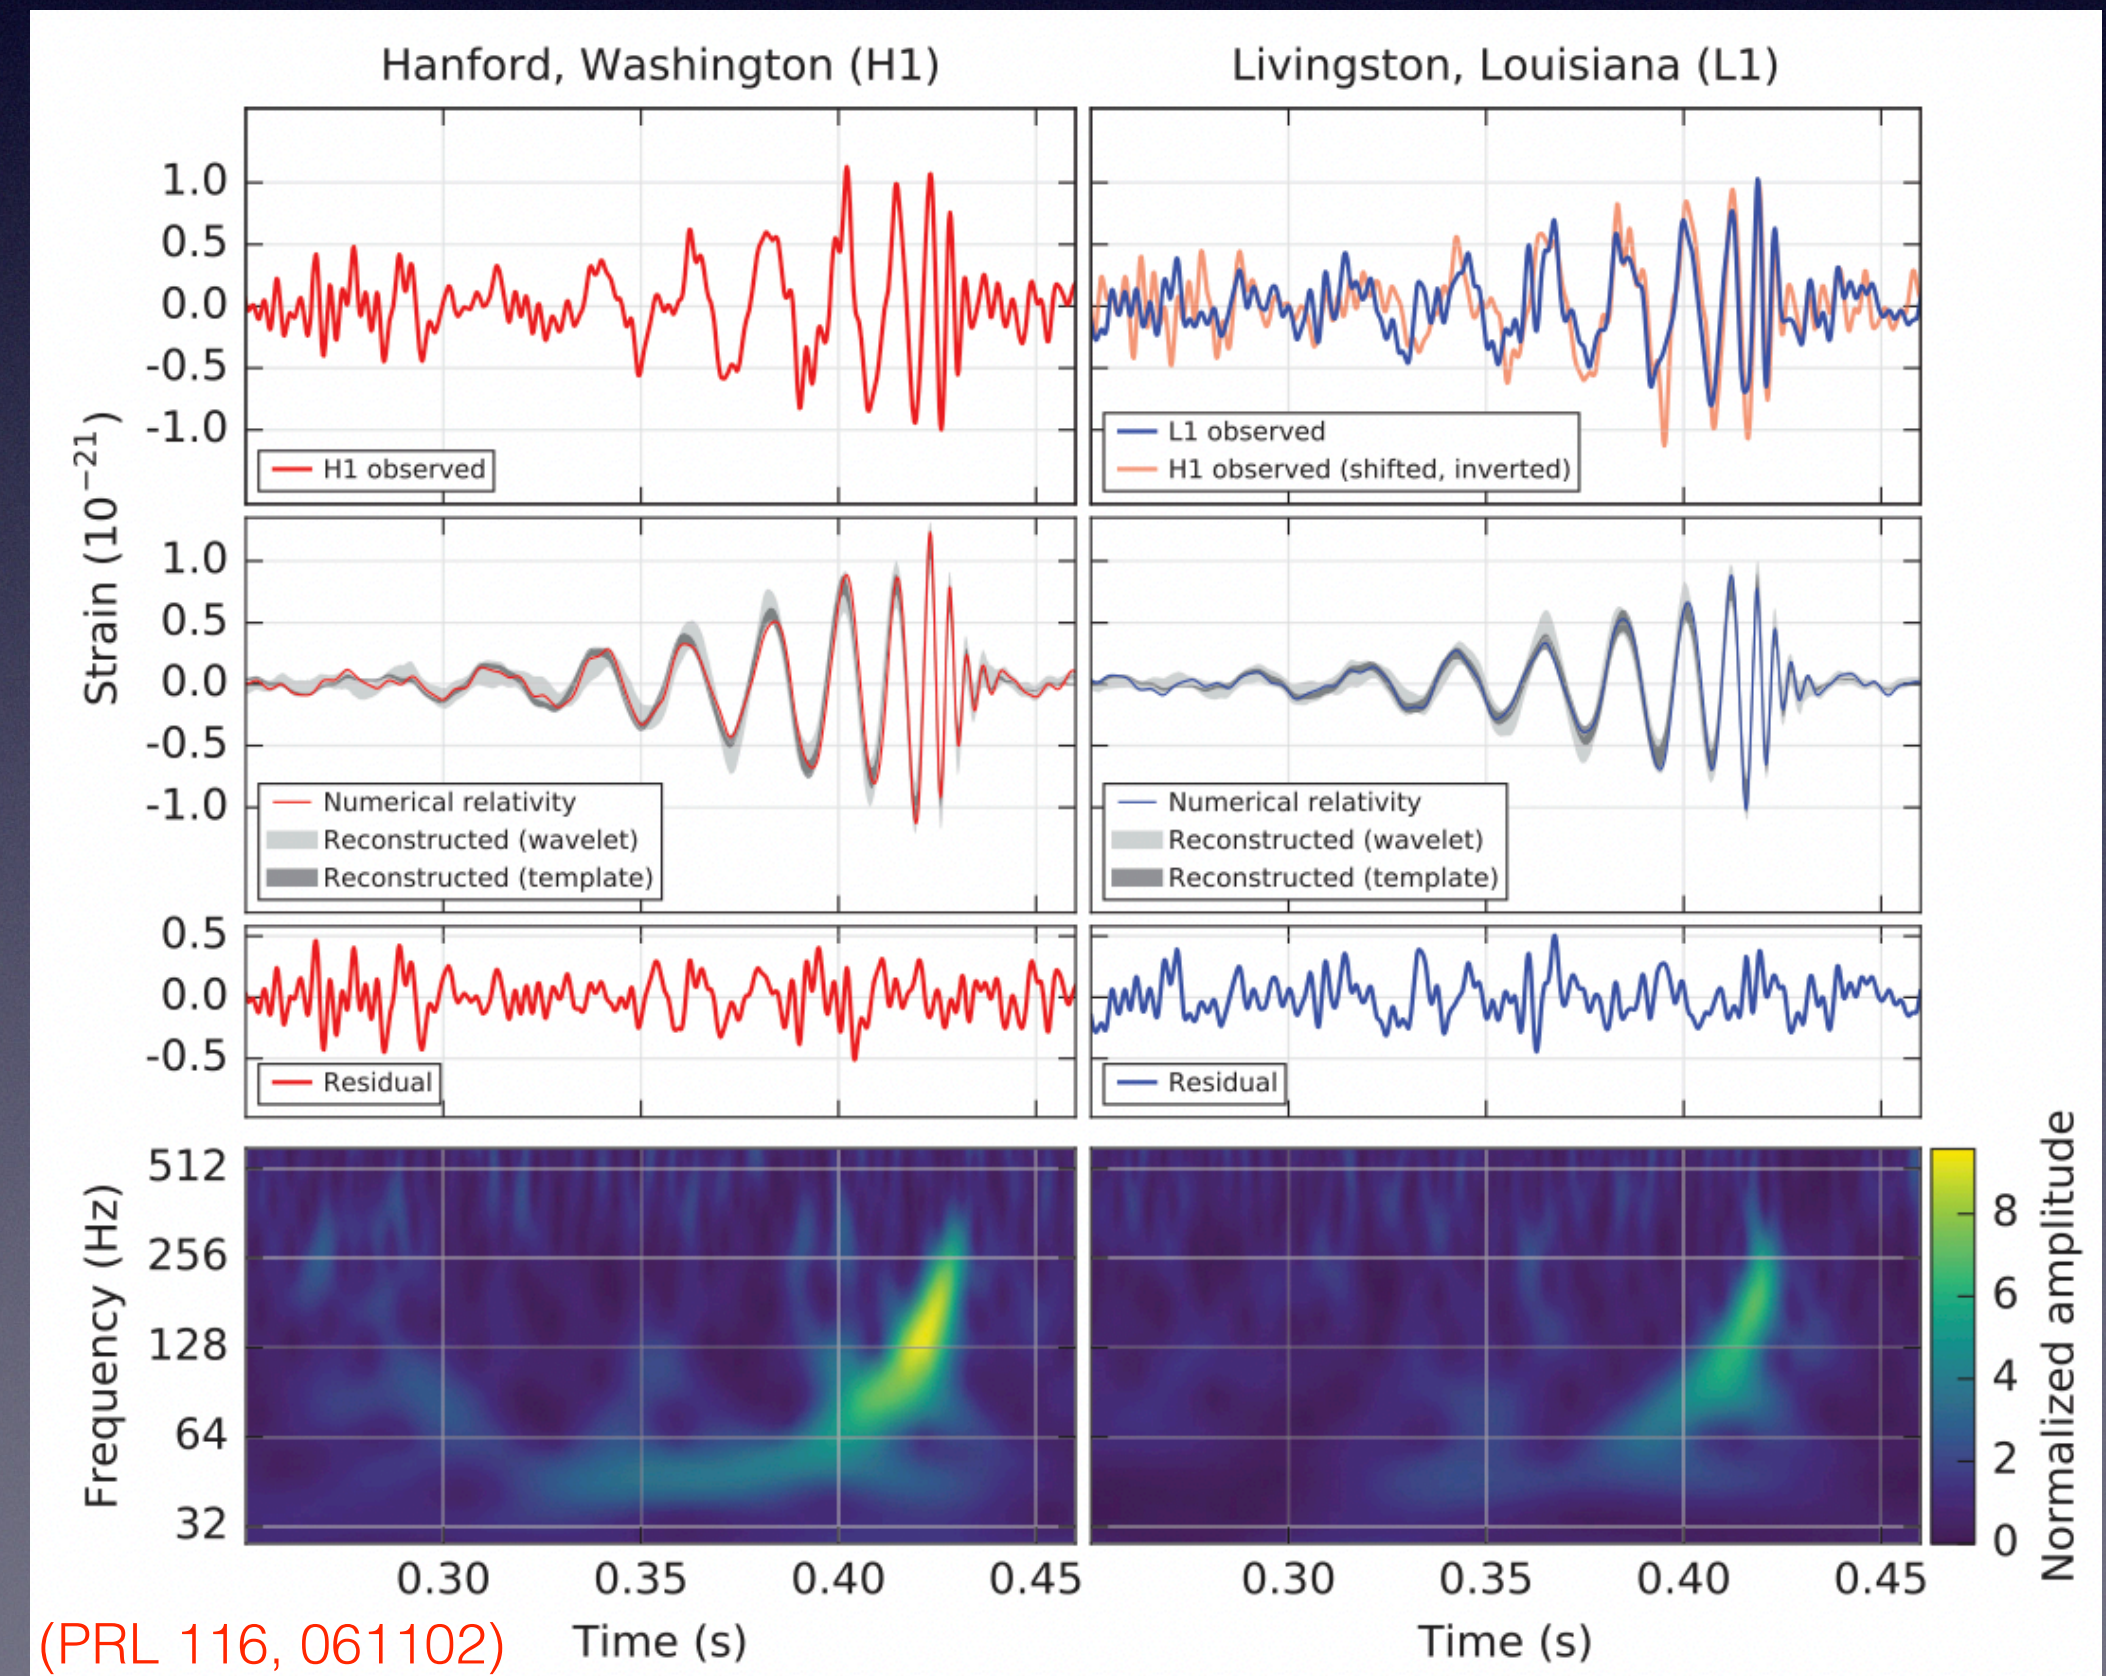 Hanford, Washington (H1)
Livingston, Louisiana (L1)
Strain (10⁻²¹)
1.0
0.5
0.0
-0.5
-1.0
H1 observed
L1 observed
H1 observed (shifted, inverted)
1.0
0.5
0.0
-0.5
-1.0
Numerical relativity
Reconstructed (wavelet)
Reconstructed (template)
Numerical relativity
Reconstructed (wavelet)
Reconstructed (template)
0.5
0.0
-0.5
Residual
Residual
Frequency (Hz)
512
256
128
64
32
8
6
4
2
0
Normalized amplitude
0.30 0.35 0.40 0.45
0.30 0.35 0.40 0.45
Time (s)
Time (s)
(PRL 116, 061102)